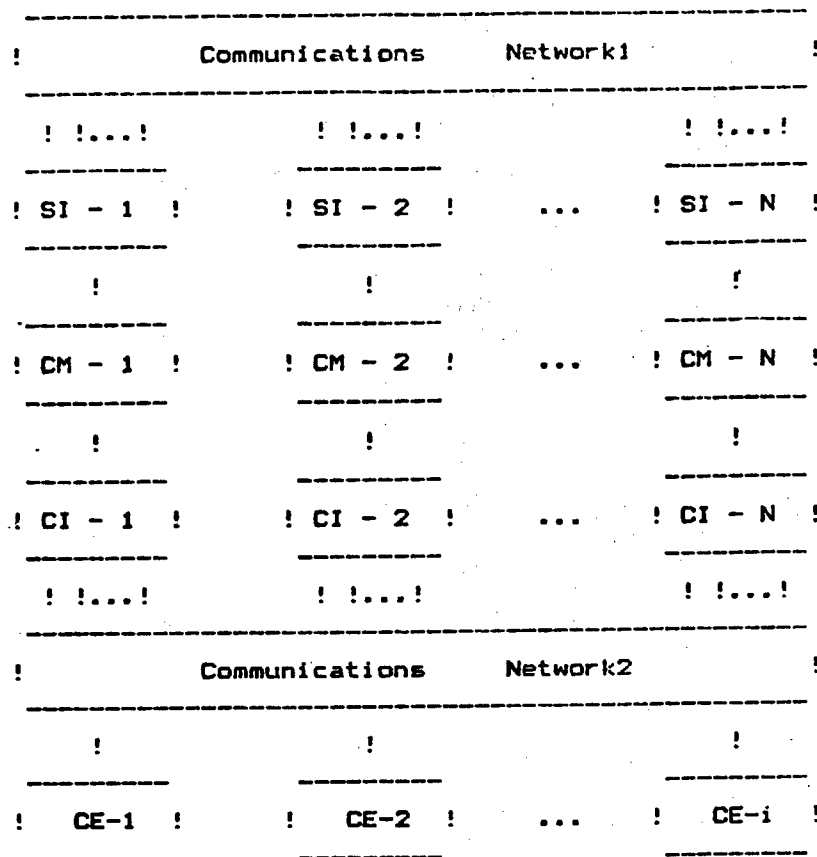 ! Communications Network1 !
! !...! ! !...! ! !...!
! SI - 1 ! ! SI - 2 ! ... ! SI - N !
! ! !
! CM - 1 ! ! CM - 2 ! ... ! CM - N !
! ! !
! CI - 1 ! ! CI - 2 ! ... ! CI - N !
! !...! ! !...! ! !...!
! Communications Network2 !
! ! !
! CE-1 ! ! CE-2 ! ... ! CE-i !